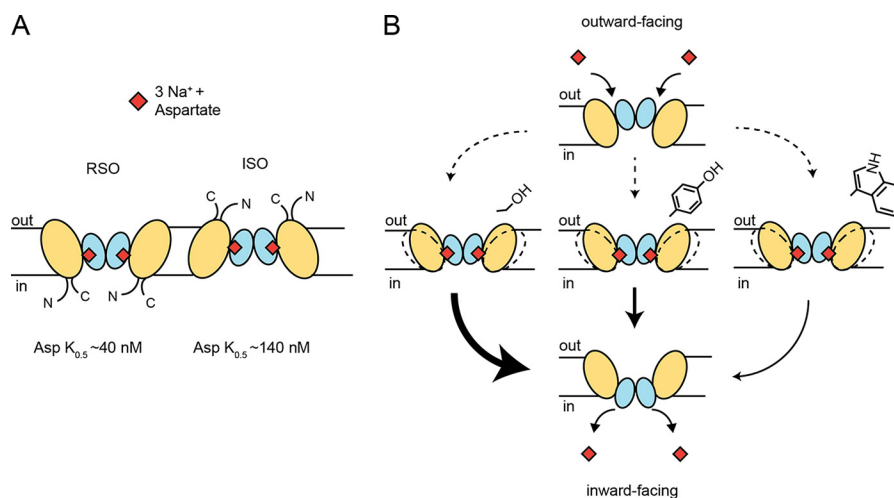 A
3 Na⁺ +
Aspartate
RSO
ISO
C
N
C
N
out
in
N
C
N
C
Asp K₀.₅ ~40 nM
Asp K₀.₅ ~140 nM
B
outward-facing
out
in
OH
OH
NH
out
in
out
in
out
in
out
in
inward-facing